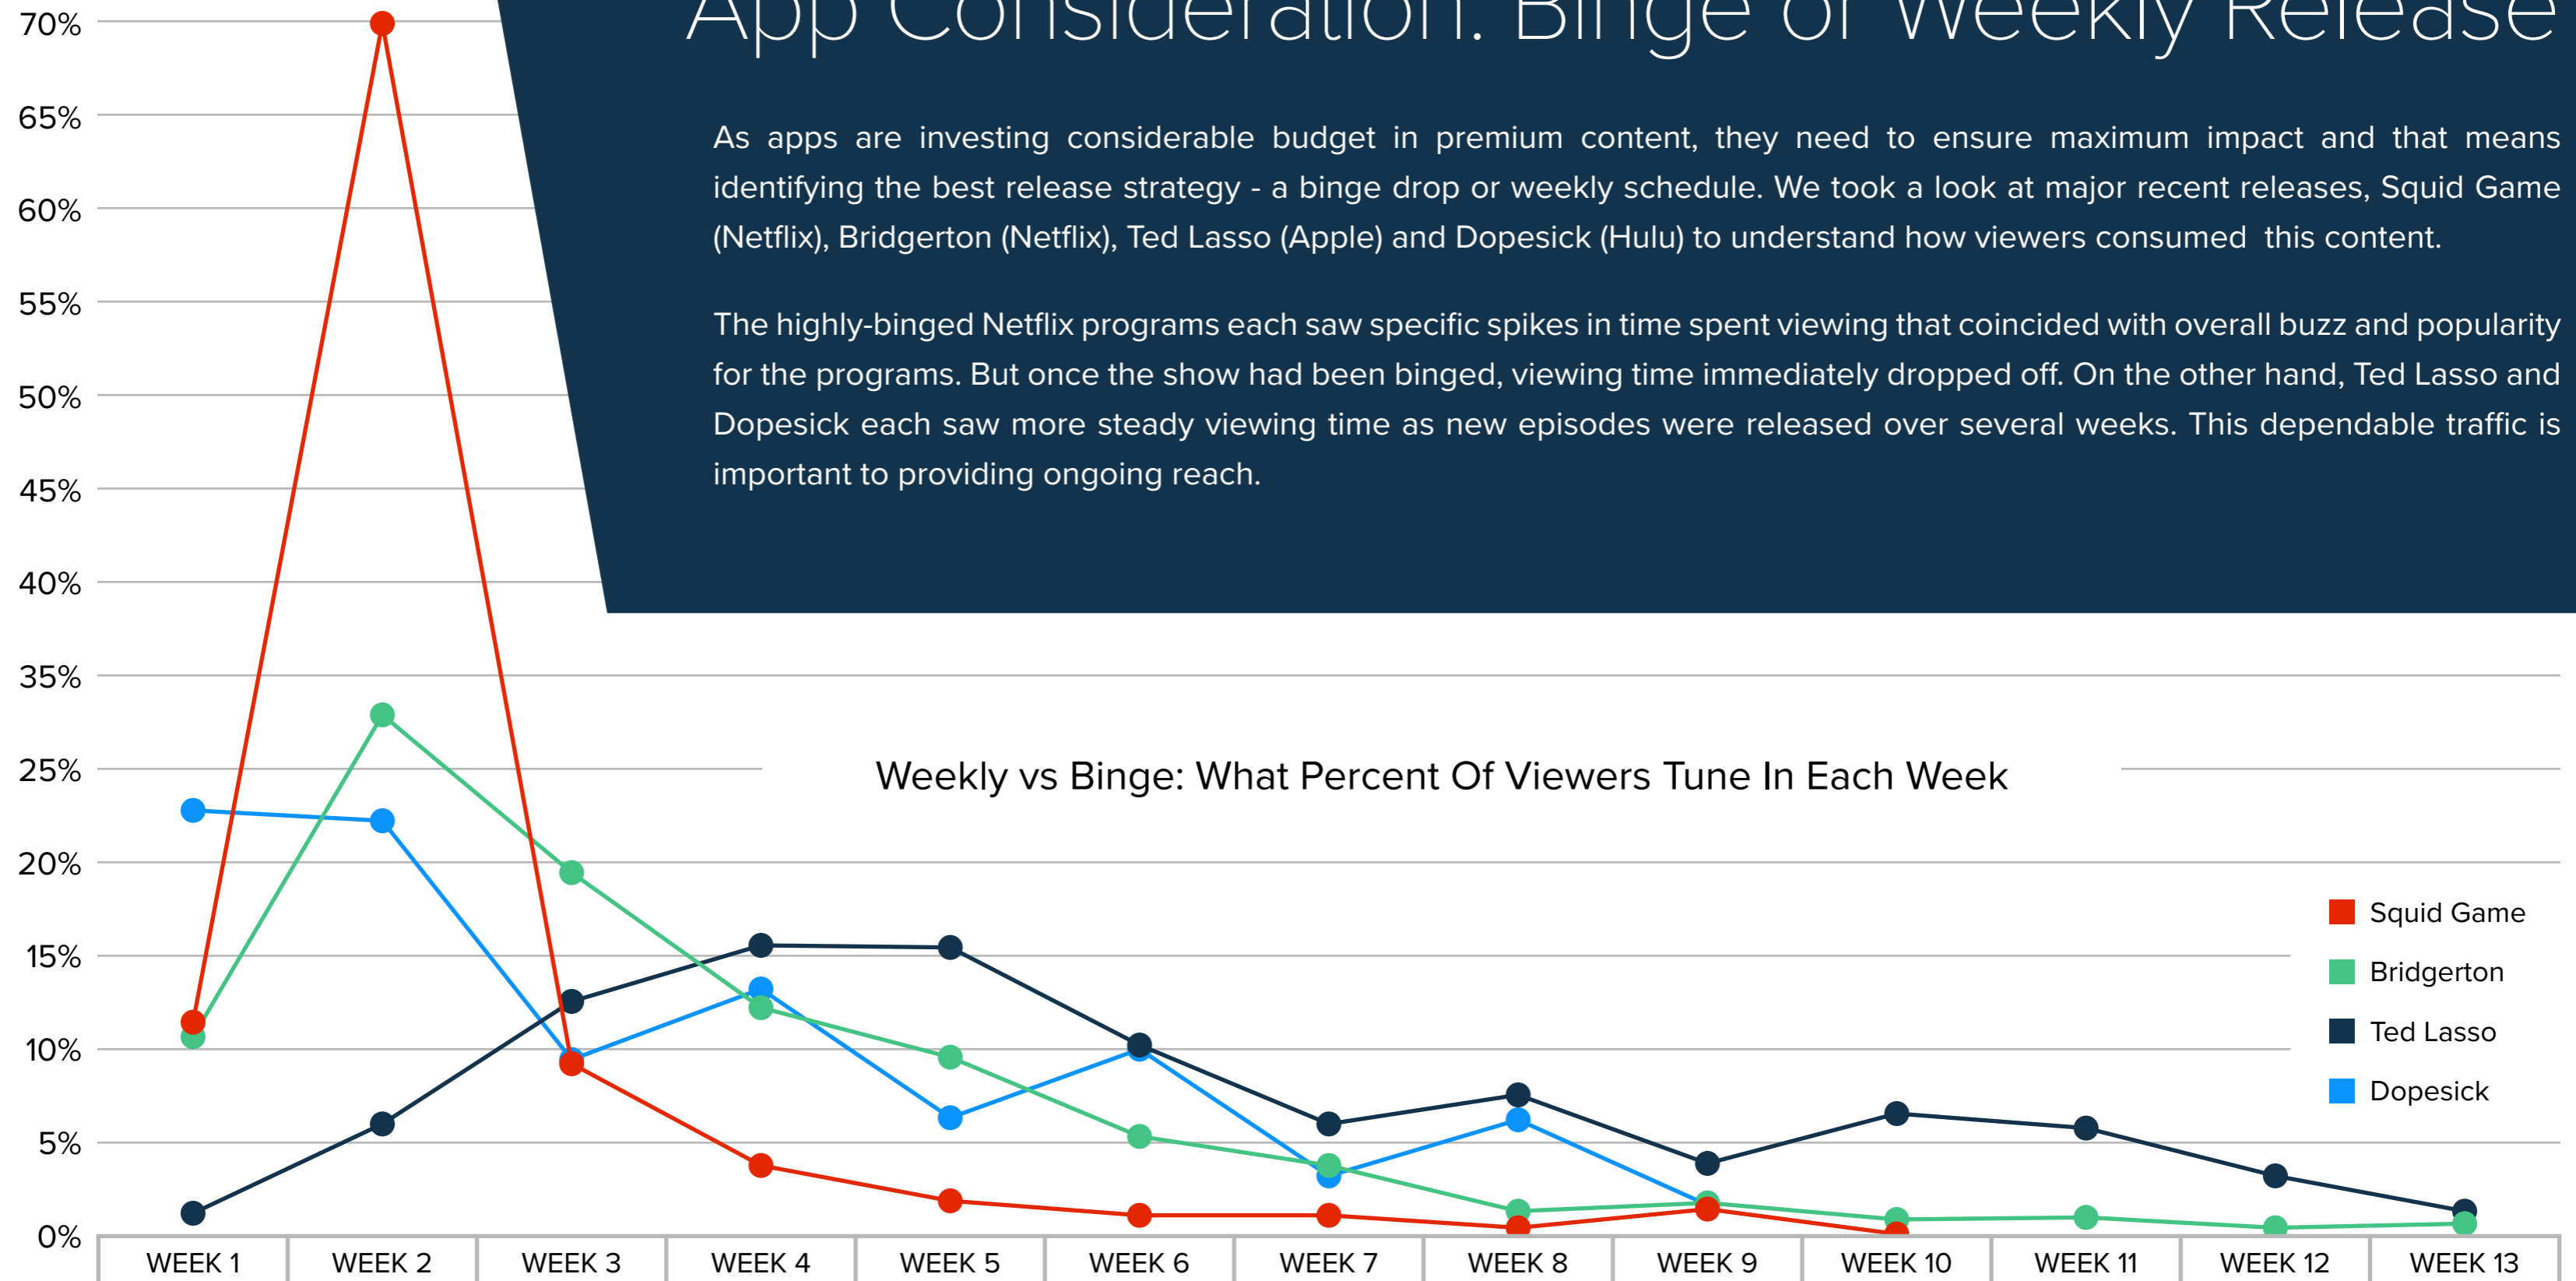 App Consideration: Binge or Weekly Release
As apps are investing considerable budget in premium content, they need to ensure maximum impact and that means
identifying the best release strategy - a binge drop or weekly schedule. We took a look at major recent releases, Squid Game
(Netflix), Bridgerton (Netflix), Ted Lasso (Apple) and Dopesick (Hulu) to understand how viewers consumed this content.
The highly-binged Netflix programs each saw specific spikes in time spent viewing that coincided with overall buzz and popularity
for the programs. But once the show had been binged, viewing time immediately dropped off. On the other hand, Ted Lasso and
Dopesick each saw more steady viewing time as new episodes were released over several weeks. This dependable traffic is
important to providing ongoing reach.
70%
65%
60%
55%
50%
45%
40%
35%
25%
20%
15%
10%
5%
0%
Weekly vs Binge: What Percent Of Viewers Tune In Each Week
Squid Game
Bridgerton
Ted Lasso
Dopesick
WEEK 1 WEEK 2 WEEK 3 WEEK 4 WEEK 5 WEEK 6 WEEK 7 WEEK 8 WEEK 9 WEEK 10 WEEK 11 WEEK 12 WEEK 13